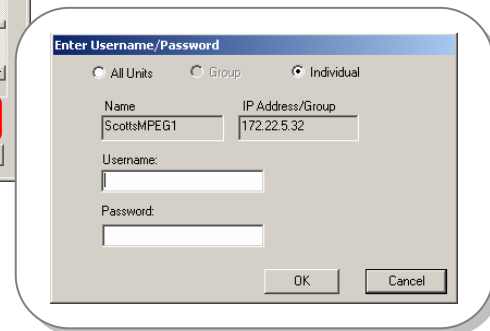 Enter Username/Password
All Units Group Individual
Name IP Address/Group
ScottsMPEG1 172.22.5.32
Username:
Password:
OK Cancel